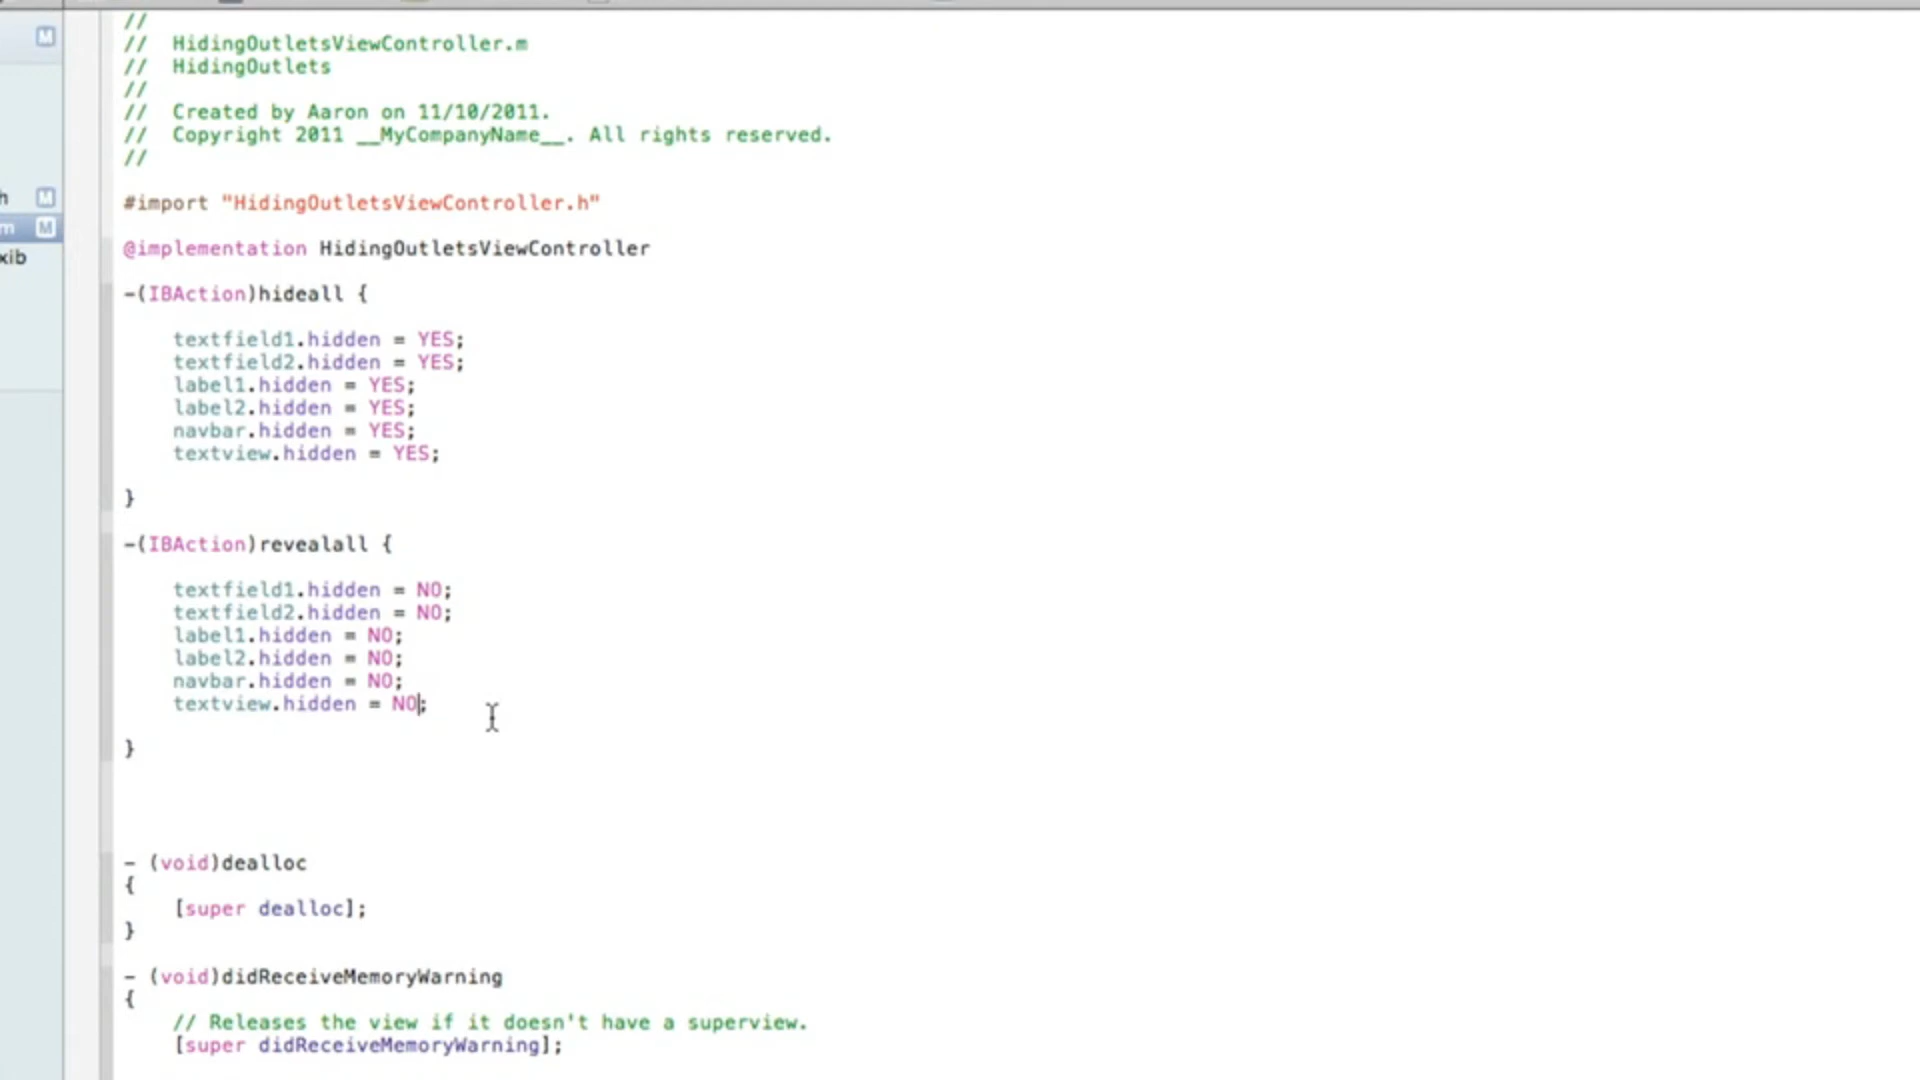 //
M
// HidingOutletsViewController.m
// HidingOutlets
//
// Created by Aaron on 11/10/2011.
// Copyright 2011 __MyCompanyName__. All rights reserved.
//
h M
#import "HidingOutletsViewController.h"
m M
@implementation HidingOutletsViewController
xib
-(IBAction)hideall {
textfield1.hidden = YES;
textfield2.hidden = YES;
label1.hidden = YES;
label2.hidden = YES;
navbar.hidden = YES;
textview.hidden = YES;
}
-(IBAction)revealall {
textfield1.hidden = NO;
textfield2.hidden = NO;
label1.hidden = NO;
label2.hidden = NO;
navbar.hidden = NO;
textview.hidden = NO;
}
- (void)dealloc
{
[super dealloc];
}
- (void)didReceiveMemoryWarning
{
// Releases the view if it doesn't have a superview.
[super didReceiveMemoryWarning];